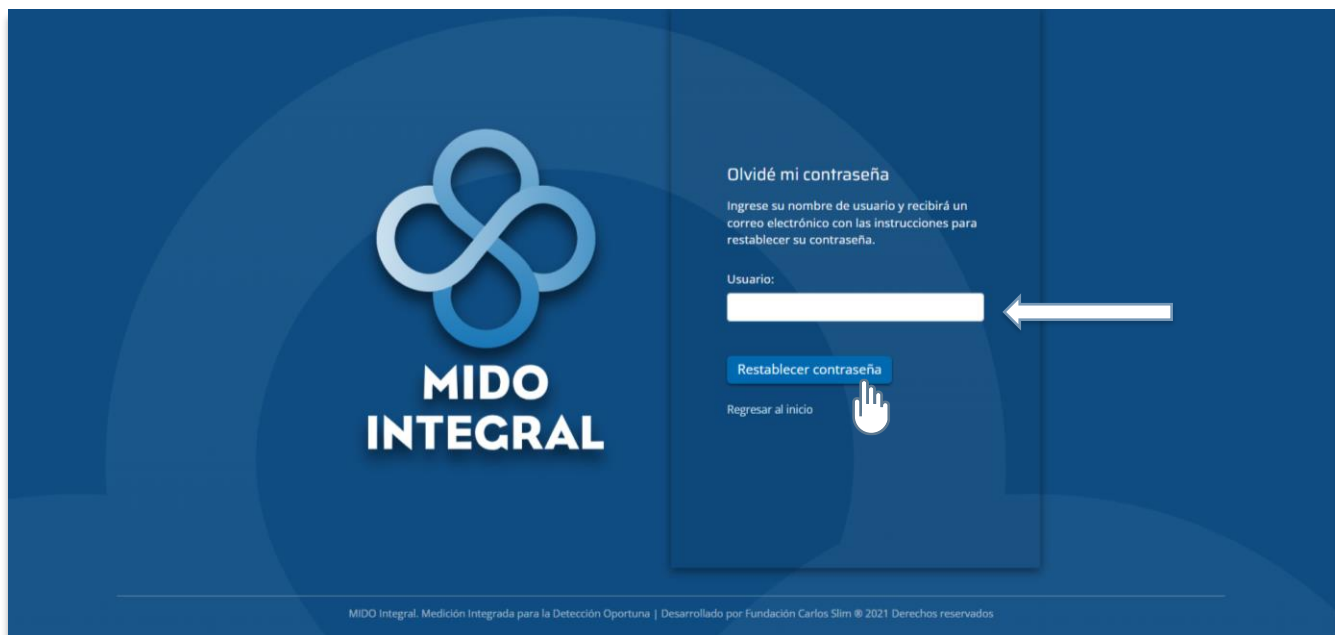 MIDO
INTEGRAL
Olvidé mi contraseña
Ingrese su nombre de usuario y recibirá un
correo electrónico con las instrucciones para
restablecer su contraseña.
Usuario:
Restablecer contraseña
Regresar al inicio
MIDO Integral. Medición Integrada para la Detección Oportuna | Desarrollado por Fundación Carlos Slim ® 2021 Derechos reservados